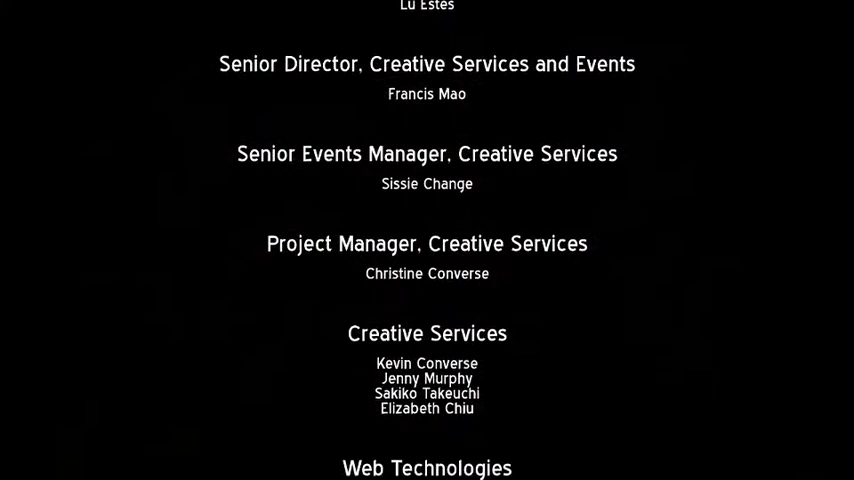 Lu Estes
Senior Director, Creative Services and Events
Francis Mao
Senior Events Manager, Creative Services
Sissie Change
Project Manager, Creative Services
Christine Converse
Creative Services
Kevin Converse
Jenny Murphy
Sakiko Takeuchi
Elizabeth Chiu
Web Technologies